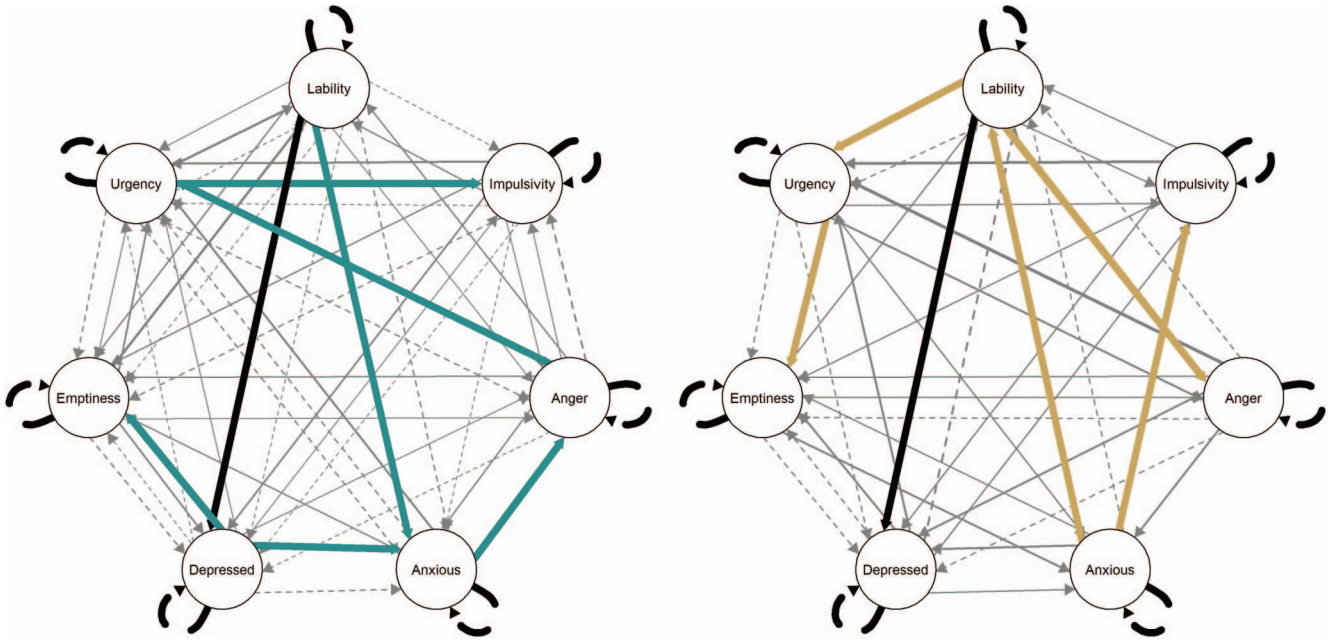 Lability
Urgency
Impulsivity
Emptiness
Anger
Depressed
Anxious
Lability
Urgency
Impulsivity
Emptiness
Anger
Depressed
Anxious